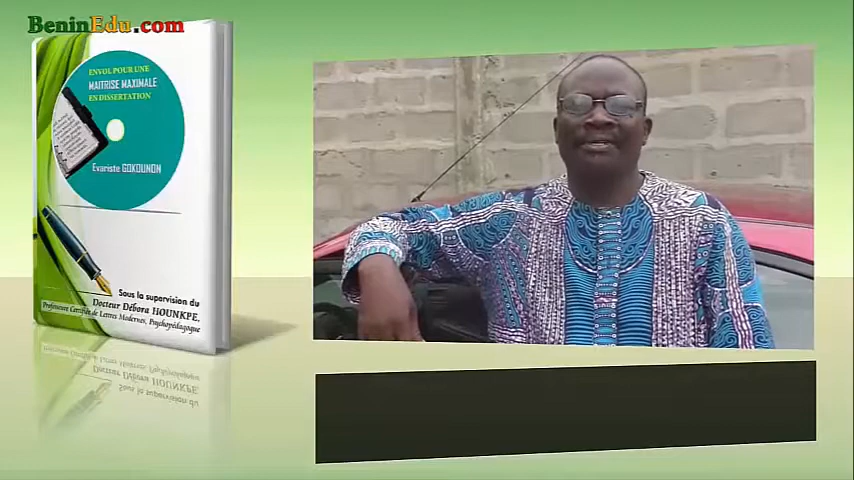 BeninEdu.com
ENVOL POUR UNE
MAITRISE MAXIMALE
EN DISSERTATION
Evariste GOKOUNON
Sous la supervision du
Docteur Débora HOUNKPE,
Professeure Certifiée de Lettres Modernes, Psychopédagogue